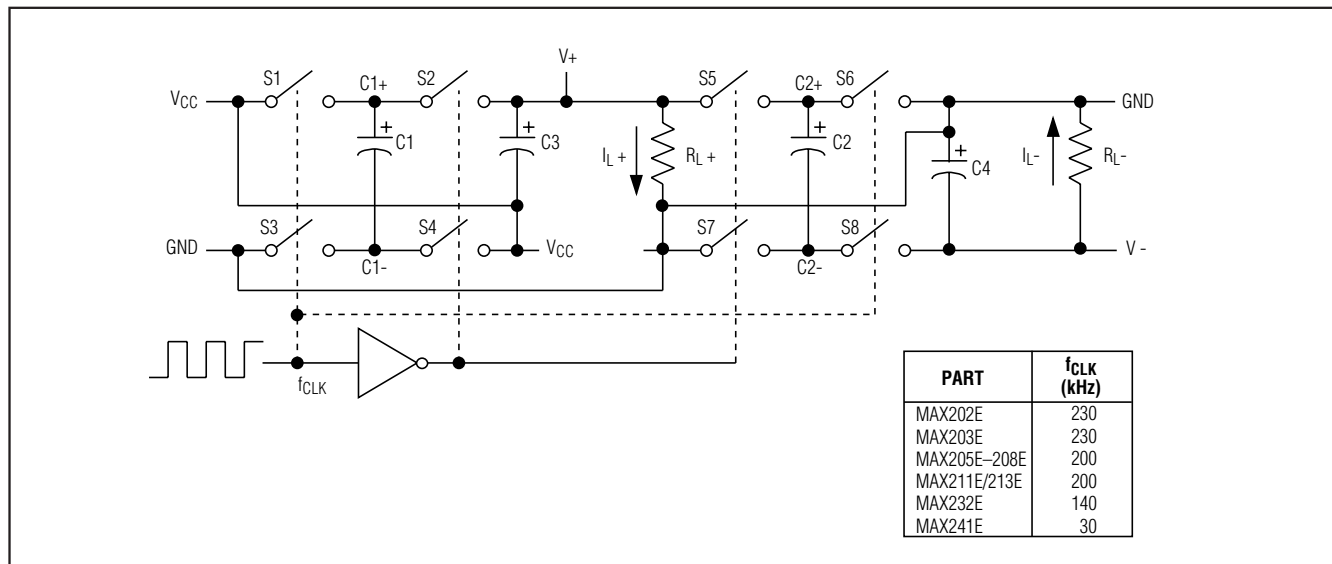 V+
S1 C1+ S2 S5 C2+ S6
VCC GND
C1 C3 IL+ RL+ C2 C4 IL- RL-
+ + + +
S3 S4 S7 S8
GND C1- VCC C2- V-
fCLK
PART fCLK (kHz)
MAX202E 230
MAX203E 230
MAX205E–208E 200
MAX211E/213E 200
MAX232E 140
MAX241E 30